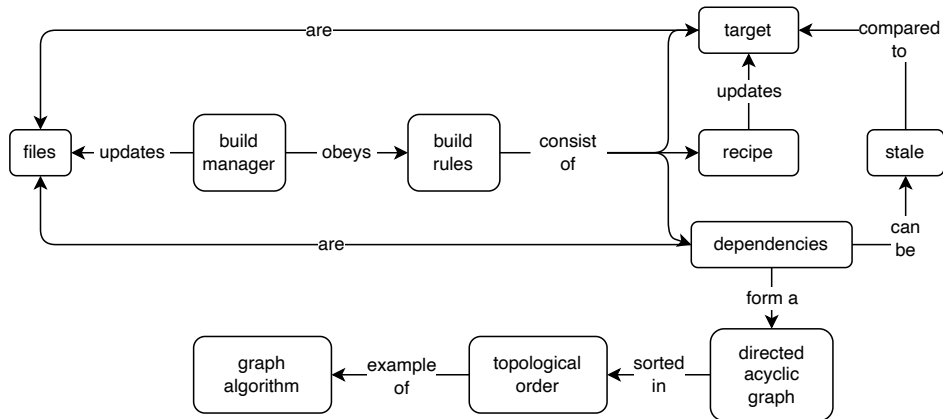 are
target
compared
to
updates
files
updates
build
manager
obeys
build
rules
consist
of
recipe
stale
are
dependencies
can
be
form a
graph
algorithm
example
of
topological
order
sorted
in
directed
acyclic
graph